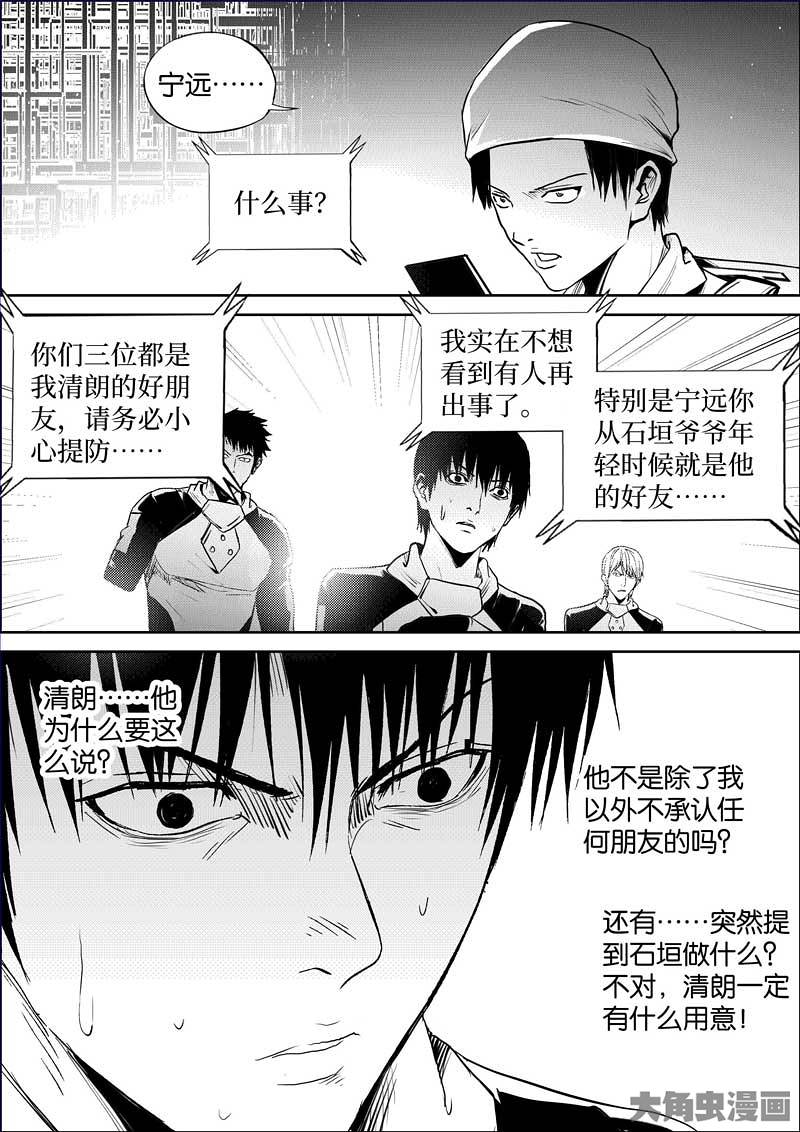 宁远……
什么事?
你们三位都是
我清朗的好朋
友，请务必小
心提防……
我实在不想
看到有人再
出事了。
特别是宁远你
从石垣爷爷年
轻时候就是他
的好友……
清朗……他
为什么要这
么说?
他不是除了我
以外不承认任
何朋友的吗?
还有……突然提
到石垣做什么?
不对，清朗一定
有什么用意!
大角虫漫画